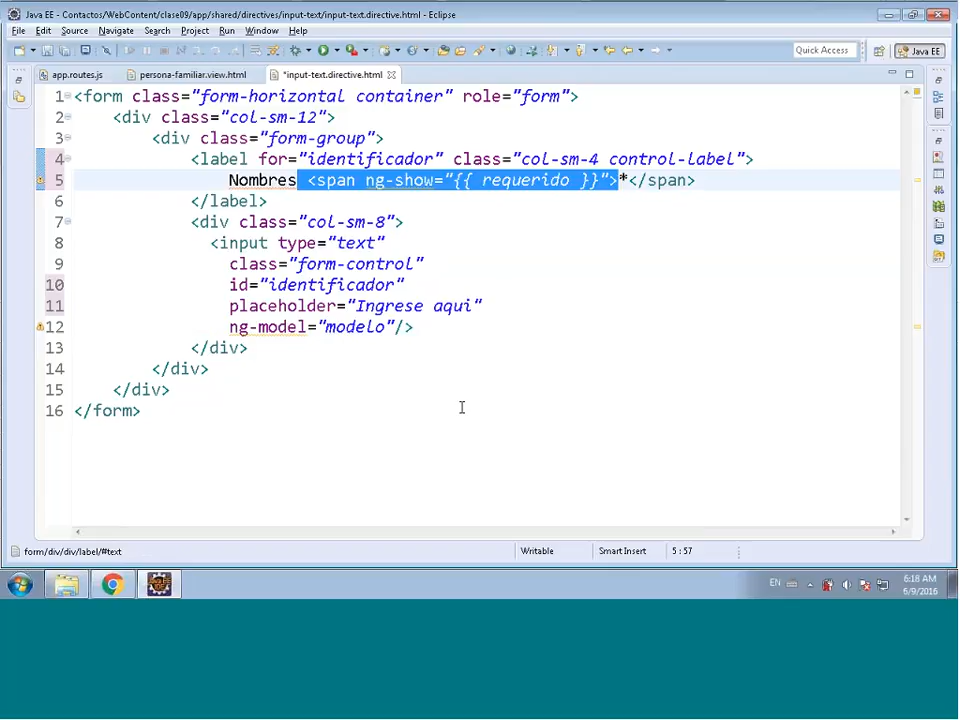 Java EE - Contactos/WebContent/clase09/app/shared/directives/input-text/input-text.directive.html - Eclipse
File Edit Source Navigate Search Project Run Window Help
Quick Access Java EE
app.routes.js persona-familiar.view.html *input-text.directive.html
1 <form class="form-horizontal container" role="form">
2 <div class="col-sm-12">
3 <div class="form-group">
4 <label for="identificador" class="col-sm-4 control-label">
5 Nombres <span ng-show="{{ requerido }}">*</span>
6 </label>
7 <div class="col-sm-8">
8 <input type="text"
9 class="form-control"
10 id="identificador"
11 placeholder="Ingrese aqui"
12 ng-model="modelo"/>
13 </div>
14 </div>
15 </div>
16 </form>
form/div/div/label/#text Writable Smart Insert 5 : 57
EN 6:18 AM
6/9/2016